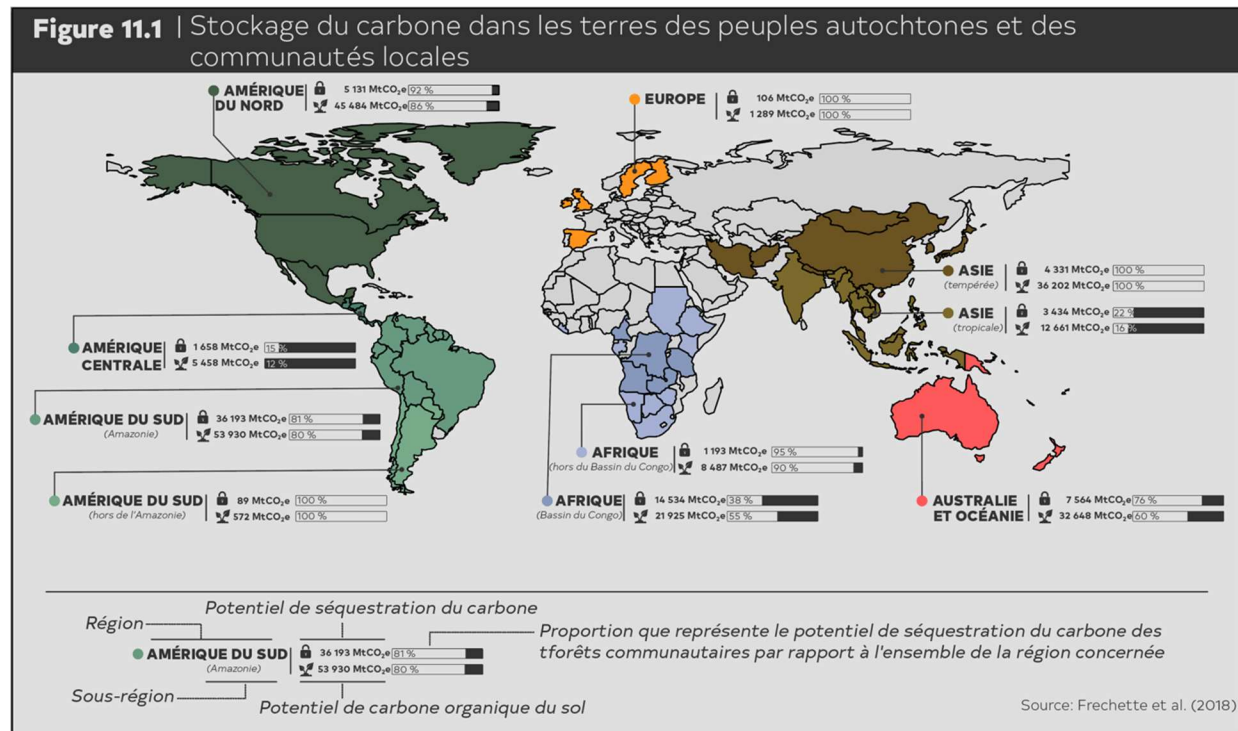 Figure 11.1 | Stockage du carbone dans les terres des peuples autochtones et des
communautés locales
AMÉRIQUE
DU NORD
5 131 MtCO₂e 92 %
45 484 MtCO₂e 86 %
EUROPE
106 MtCO₂e 100 %
1 289 MtCO₂e 100 %
ASIE
(tempérée)
4 331 MtCO₂e 100 %
36 202 MtCO₂e 100 %
ASIE
(tropicale)
3 434 MtCO₂e 22 %
12 661 MtCO₂e 16 %
AMÉRIQUE
CENTRALE
1 658 MtCO₂e 15 %
5 458 MtCO₂e 12 %
AMÉRIQUE DU SUD
(Amazonie)
36 193 MtCO₂e 81 %
53 930 MtCO₂e 80 %
AFRIQUE
(hors du Bassin du Congo)
1 193 MtCO₂e 95 %
8 487 MtCO₂e 90 %
AMÉRIQUE DU SUD
(hors de l'Amazonie)
89 MtCO₂e 100 %
572 MtCO₂e 100 %
AFRIQUE
(Bassin du Congo)
14 534 MtCO₂e 38 %
21 925 MtCO₂e 55 %
AUSTRALIE
ET OCÉANIE
7 564 MtCO₂e 76 %
32 648 MtCO₂e 60 %
Potentiel de séquestration du carbone
Région
Proportion que représente le potentiel de séquestration du carbone des
tforêts communautaires par rapport à l'ensemble de la région concernée
AMÉRIQUE DU SUD
(Amazonie)
36 193 MtCO₂e 81 %
53 930 MtCO₂e 80 %
Sous-région
Potentiel de carbone organique du sol
Source: Frechette et al. (2018)